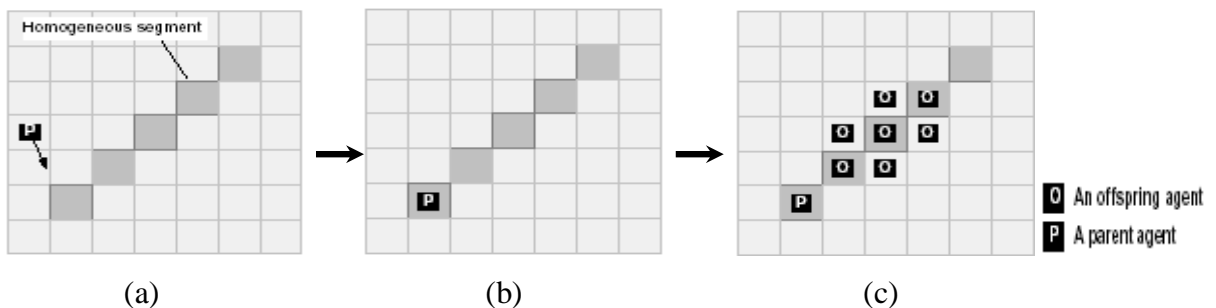 Homogeneous segment
P
P
O O
O O O
O O
P
O An offspring agent
P A parent agent
(a) (b) (c)